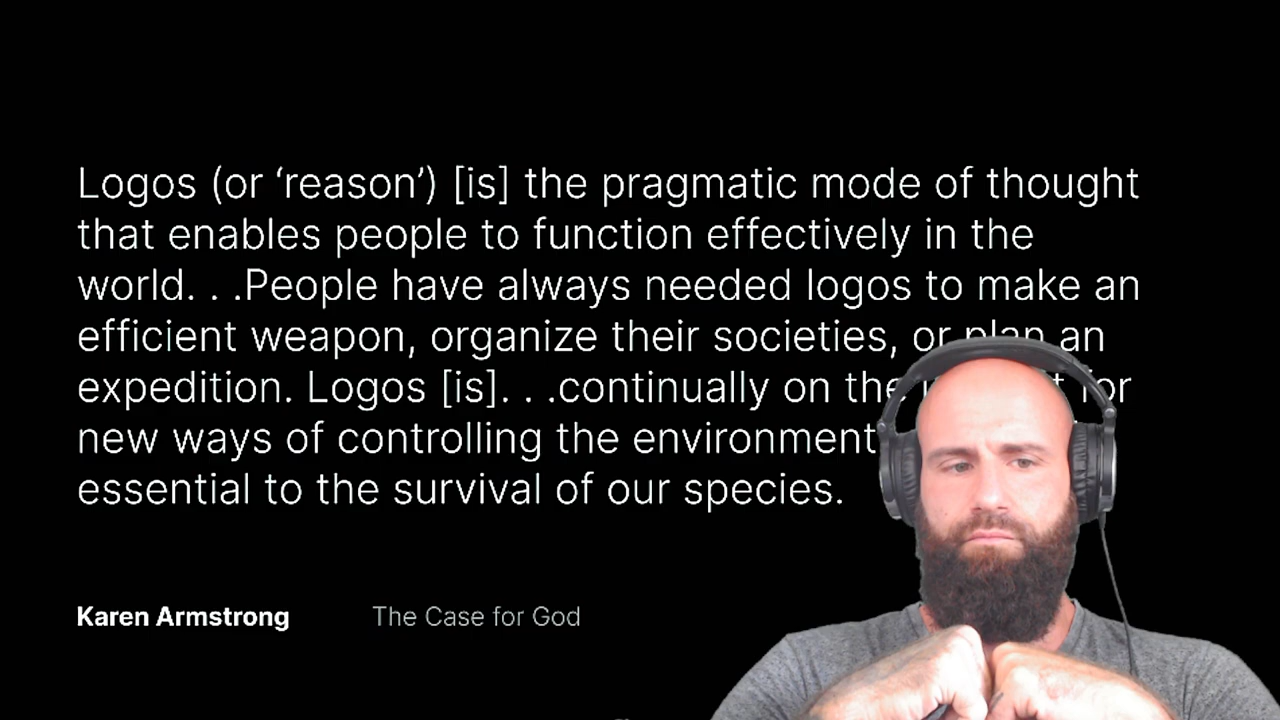 Logos (or ‘reason’) [is] the pragmatic mode of thought
that enables people to function effectively in the
world. . .People have always needed logos to make an
efficient weapon, organize their societies, or plan an
expedition. Logos [is]. . .continually on the for
new ways of controlling the environment
essential to the survival of our species.
Karen Armstrong The Case for God